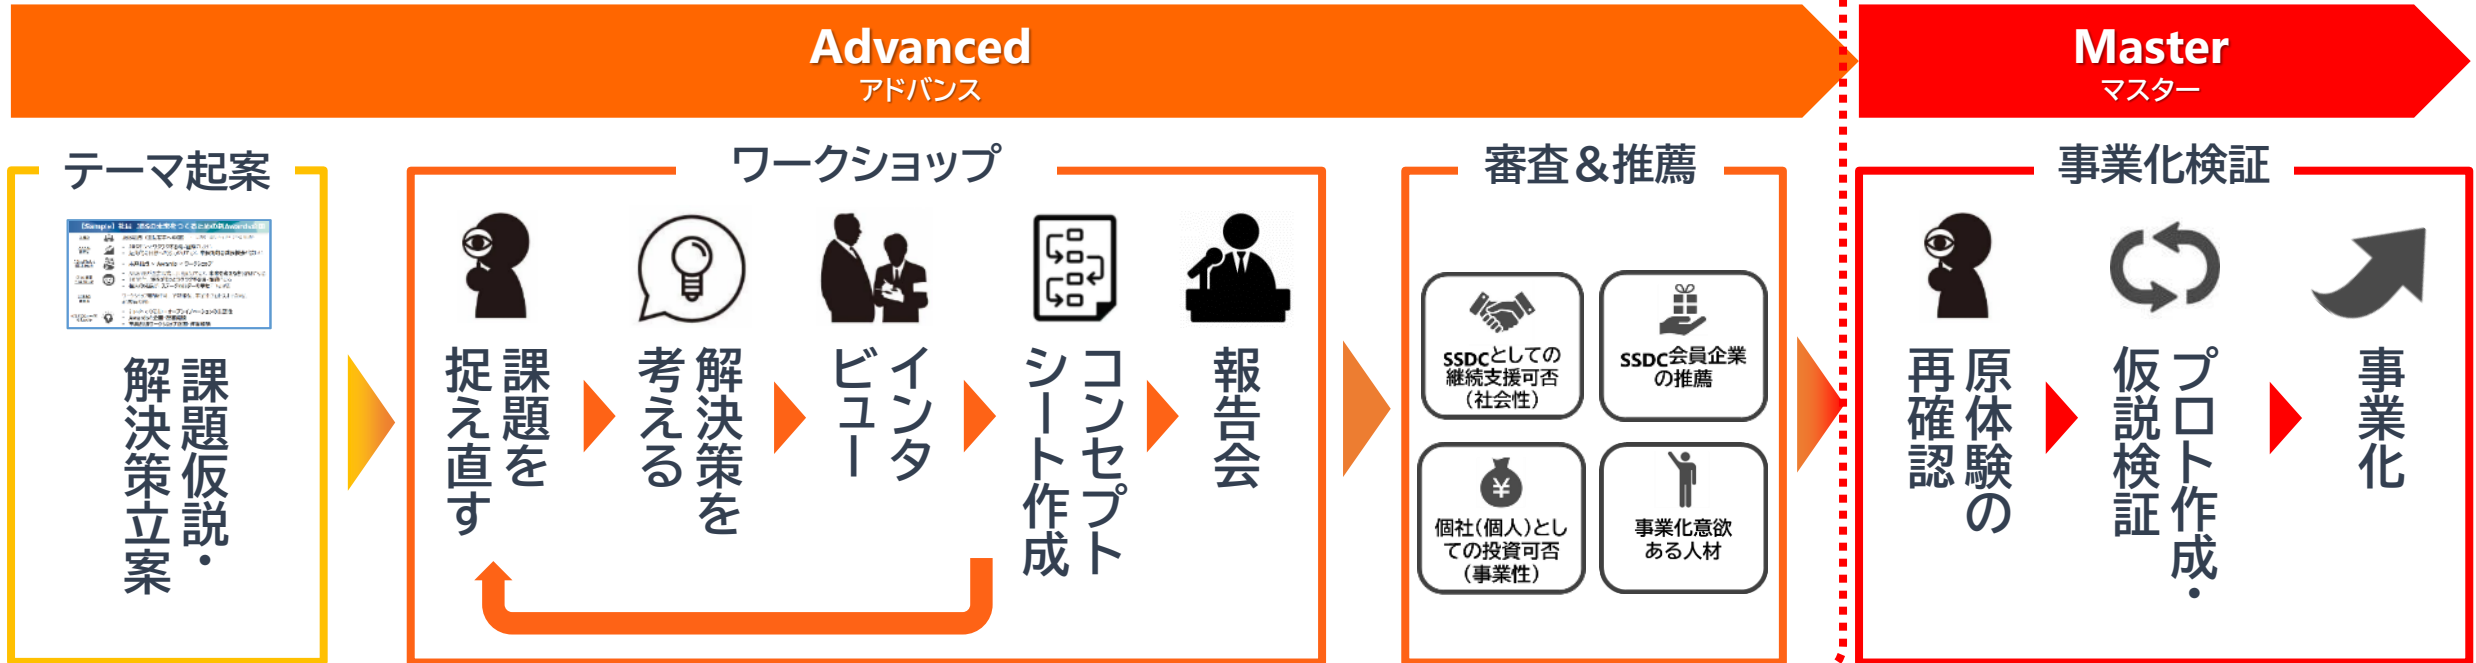 Advanced
アドバンス
Master
マスター
テーマ起案
課題仮説・
解決策立案
ワークショップ
課題を
捉え直す
解決策を
考える
インタ
ビュー
コンセプト
シート作成
報告会
審査&推薦
SSDCとしての
継続支援可否
(社会性)
SSDC会員企業
の推薦
個社(個人)とし
ての投資可否
(事業性)
事業化意欲
ある人材
事業化検証
原体験の
再確認
プロト作成・
仮説検証
事業化